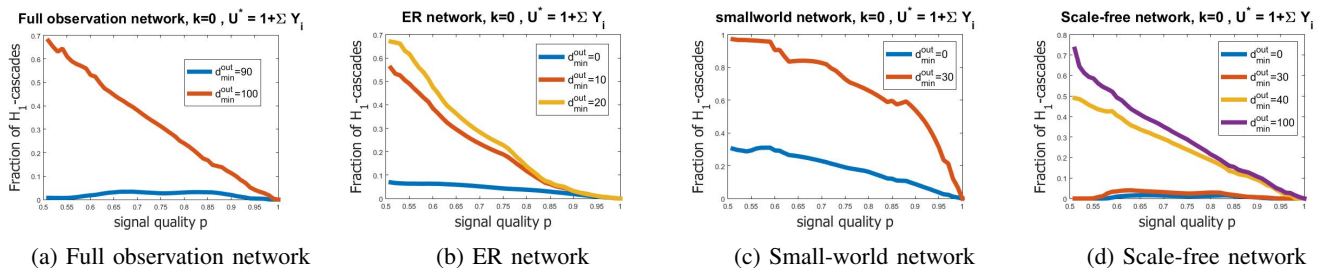 Full observation network, k=0 , U* = 1+Σ Yi
Fraction of H1-cascades
0.7
0.6
0.5
0.4
0.3
0.2
0.1
0
d^out_min=90
d^out_min=100
0.5 0.55 0.6 0.65 0.7 0.75 0.8 0.85 0.9 0.95 1
signal quality p
(a) Full observation network
ER network, k=0 , U* = 1+Σ Yi
Fraction of H1-cascades
0.7
0.6
0.5
0.4
0.3
0.2
0.1
0
d^out_min=0
d^out_min=10
d^out_min=20
0.5 0.55 0.6 0.65 0.7 0.75 0.8 0.85 0.9 0.95 1
signal quality p
(b) ER network
smallworld network, k=0 , U* = 1+Σ Yi
Fraction of H1-cascades
1
0.8
0.6
0.4
0.2
0
d^out_min=0
d^out_min=30
0.5 0.55 0.6 0.65 0.7 0.75 0.8 0.85 0.9 0.95 1
signal quality p
(c) Small-world network
Scale-free network, k=0 , U* = 1+Σ Yi
Fraction of H1-cascades
0.8
0.7
0.6
0.5
0.4
0.3
0.2
0.1
0
d^out_min=0
d^out_min=30
d^out_min=40
d^out_min=100
0.5 0.55 0.6 0.65 0.7 0.75 0.8 0.85 0.9 0.95 1
signal quality p
(d) Scale-free network